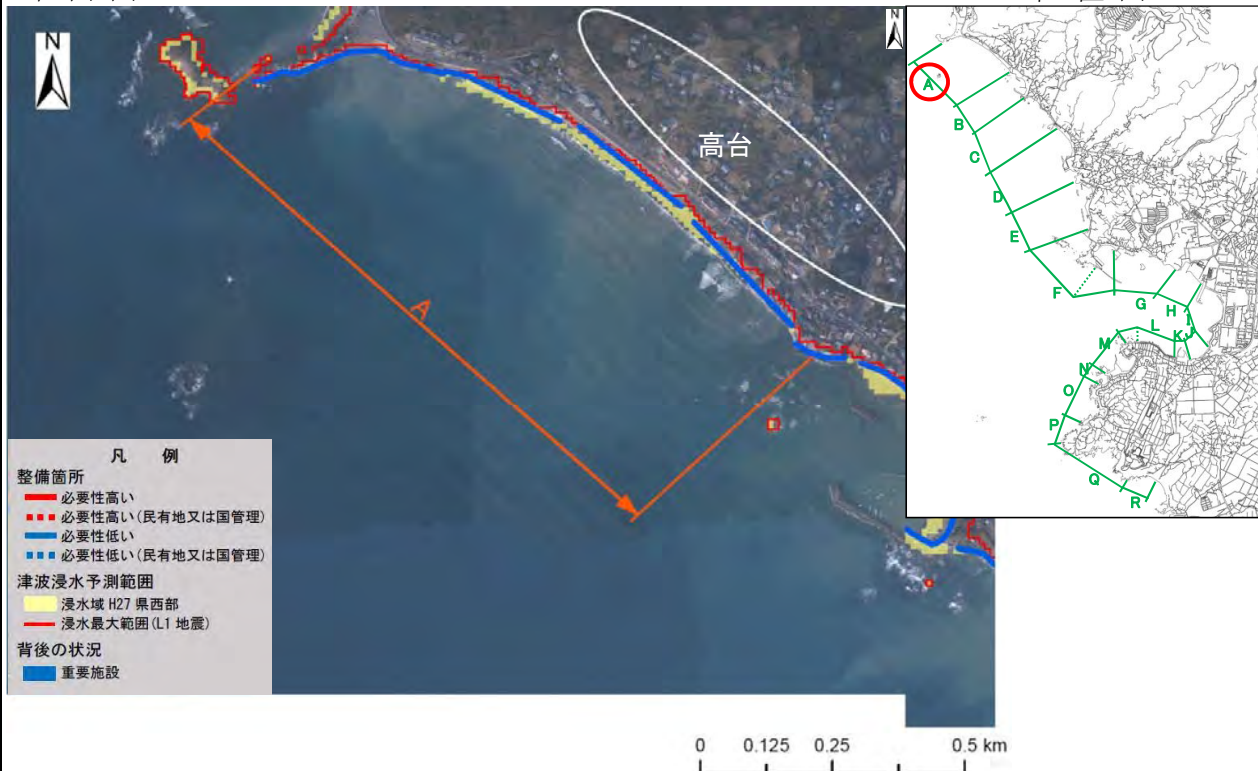 N
N
高台
A
凡 例
整備箇所
必要性高い
必要性高い(民有地又は国管理)
必要性低い
必要性低い(民有地又は国管理)
津波浸水予測範囲
浸水域 H27 県西部
浸水最大範囲(L1 地震)
背後の状況
重要施設
A
B
C
D
E
F
G
H
I
J
K
L
M
N
O
P
Q
R
0 0.125 0.25 0.5 km